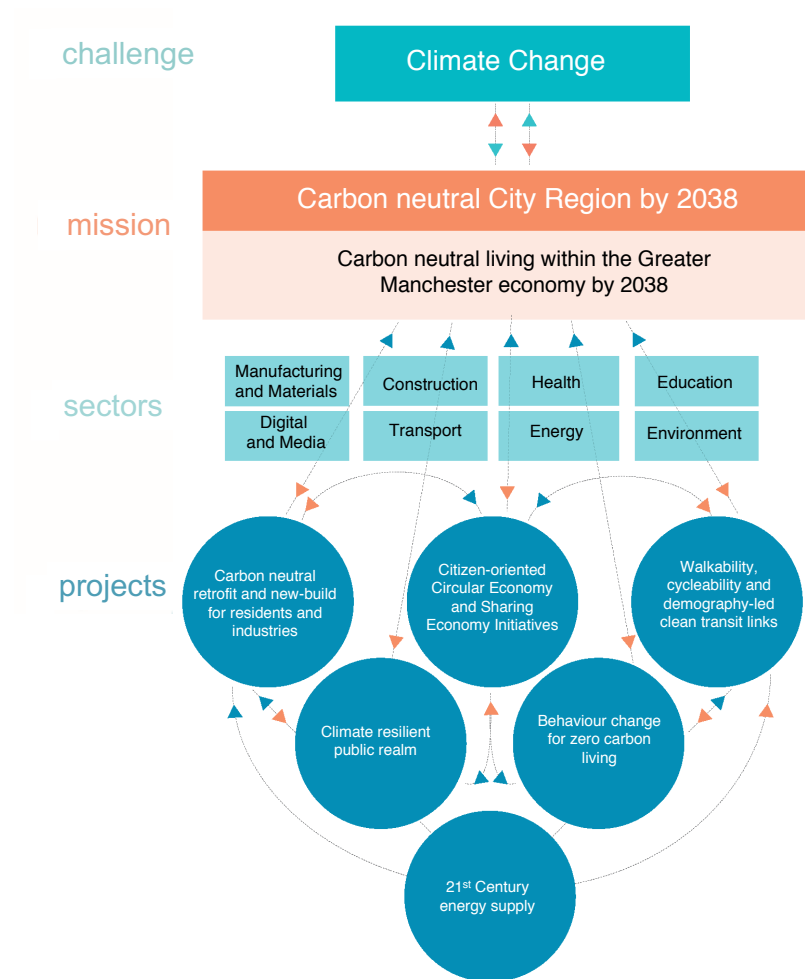 challenge
Climate Change
mission
Carbon neutral City Region by 2038
Carbon neutral living within the Greater
Manchester economy by 2038
sectors
Manufacturing
and Materials
Construction
Health
Education
Digital
and Media
Transport
Energy
Environment
projects
Carbon neutral
retrofit and new-build
for residents and
industries
Citizen-oriented
Circular Economy
and Sharing
Economy Initiatives
Walkability,
cycleability and
demography-led
clean transit links
Climate resilient
public realm
Behaviour change
for zero carbon
living
21st Century
energy supply